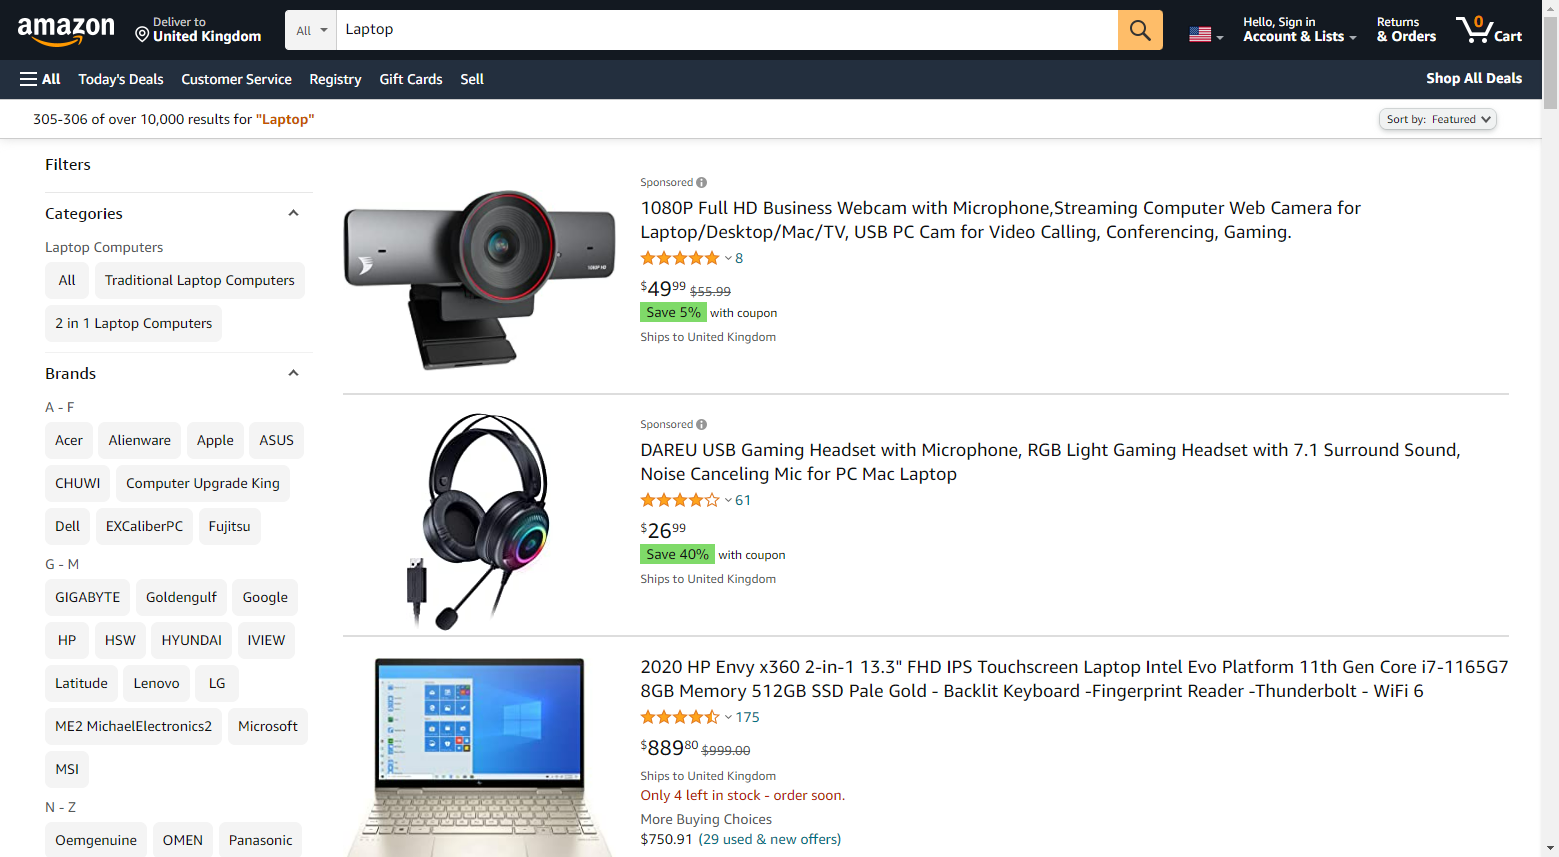 amazon
Deliver to
United Kingdom
All
Laptop
Hello, Sign in
Account & Lists
Returns
& Orders
0
Cart
All
Today's Deals
Customer Service
Registry
Gift Cards
Sell
Shop All Deals
305-306 of over 10,000 results for "Laptop"
Sort by: Featured
Filters
Categories
Laptop Computers
All
Traditional Laptop Computers
2 in 1 Laptop Computers
Brands
A - F
Acer
Alienware
Apple
ASUS
CHUWI
Computer Upgrade King
Dell
EXCaliberPC
Fujitsu
G - M
GIGABYTE
Goldengulf
Google
HP
HSW
HYUNDAI
IVIEW
Latitude
Lenovo
LG
ME2 MichaelElectronics2
Microsoft
MSI
N - Z
Oemgenuine
OMEN
Panasonic
1080P HD
Sponsored
1080P Full HD Business Webcam with Microphone,Streaming Computer Web Camera for
Laptop/Desktop/Mac/TV, USB PC Cam for Video Calling, Conferencing, Gaming.
8
$49.99 $55.99
Save 5% with coupon
Ships to United Kingdom
Sponsored
DAREU USB Gaming Headset with Microphone, RGB Light Gaming Headset with 7.1 Surround Sound,
Noise Canceling Mic for PC Mac Laptop
61
$26.99
Save 40% with coupon
Ships to United Kingdom
2020 HP Envy x360 2-in-1 13.3" FHD IPS Touchscreen Laptop Intel Evo Platform 11th Gen Core i7-1165G7
8GB Memory 512GB SSD Pale Gold - Backlit Keyboard -Fingerprint Reader -Thunderbolt - WiFi 6
175
$889.80 $999.00
Ships to United Kingdom
Only 4 left in stock - order soon.
More Buying Choices
$750.91 (29 used & new offers)